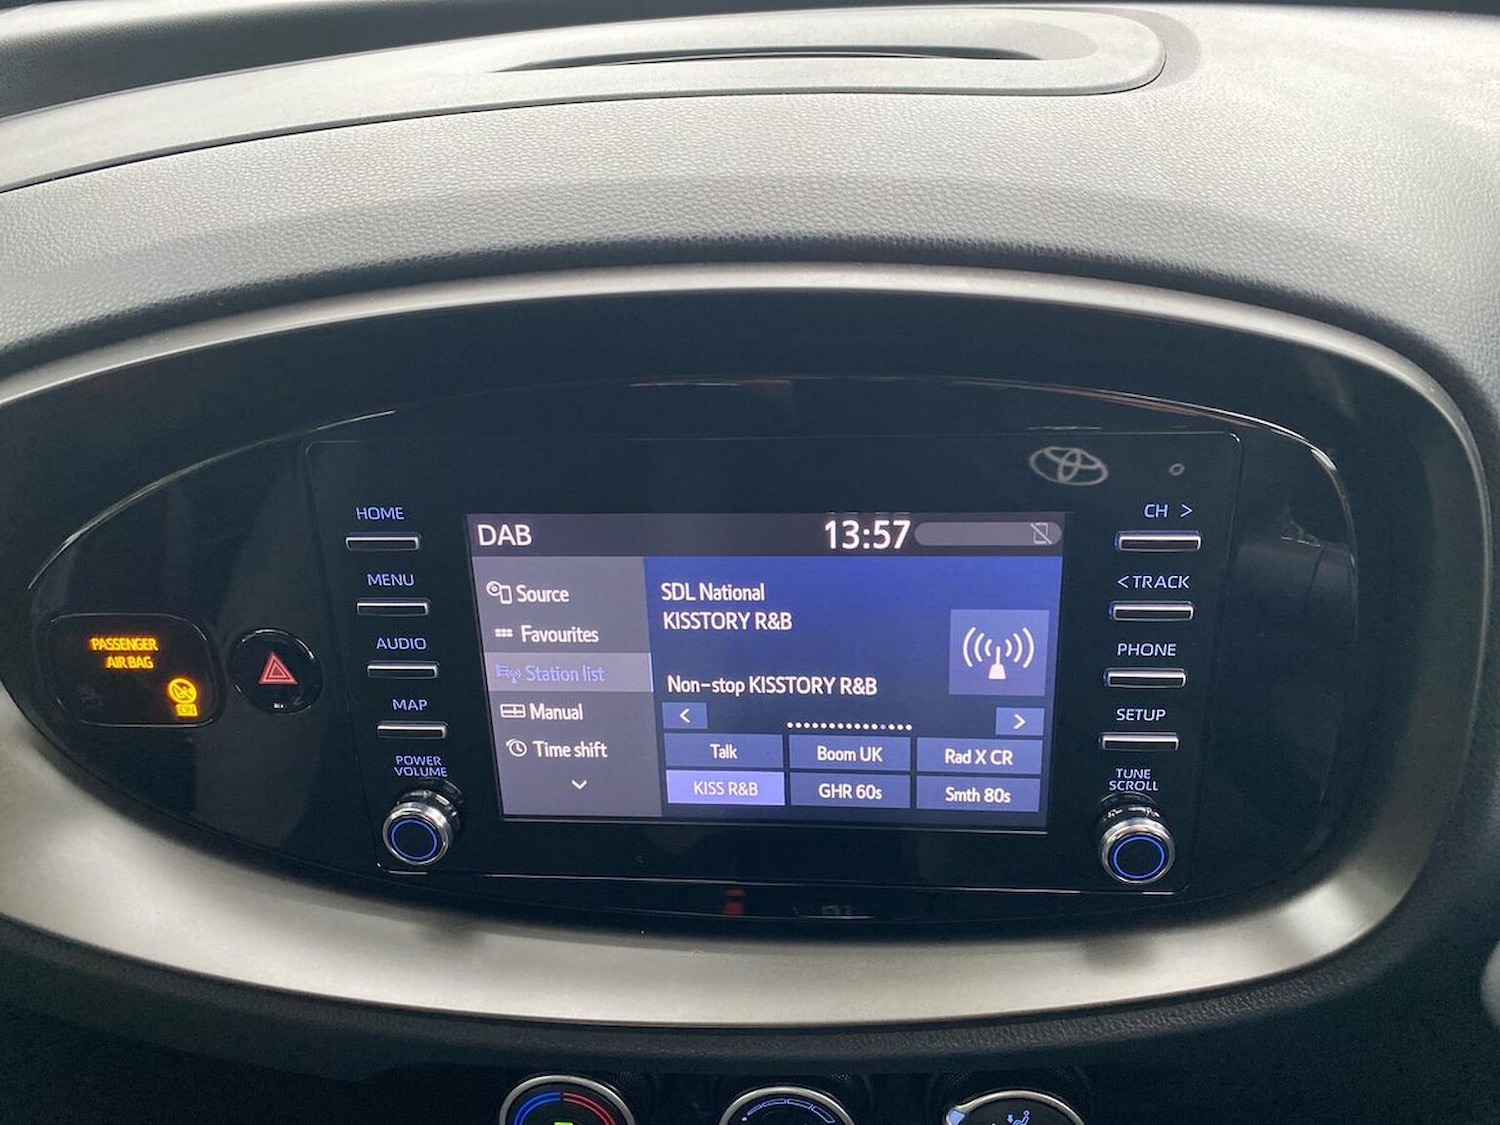 HOME
MENU
AUDIO
MAP
POWER
VOLUME
PASSENGER
AIR BAG
ON
DAB
13:57
Source
Favourites
Station list
Manual
Time shift
SDL National
KISSTORY R&B
Non-stop KISSTORY R&B
<
>
Talk
Boom UK
Rad X CR
KISS R&B
GHR 60s
Smth 80s
CH >
< TRACK
PHONE
SETUP
TUNE
SCROLL